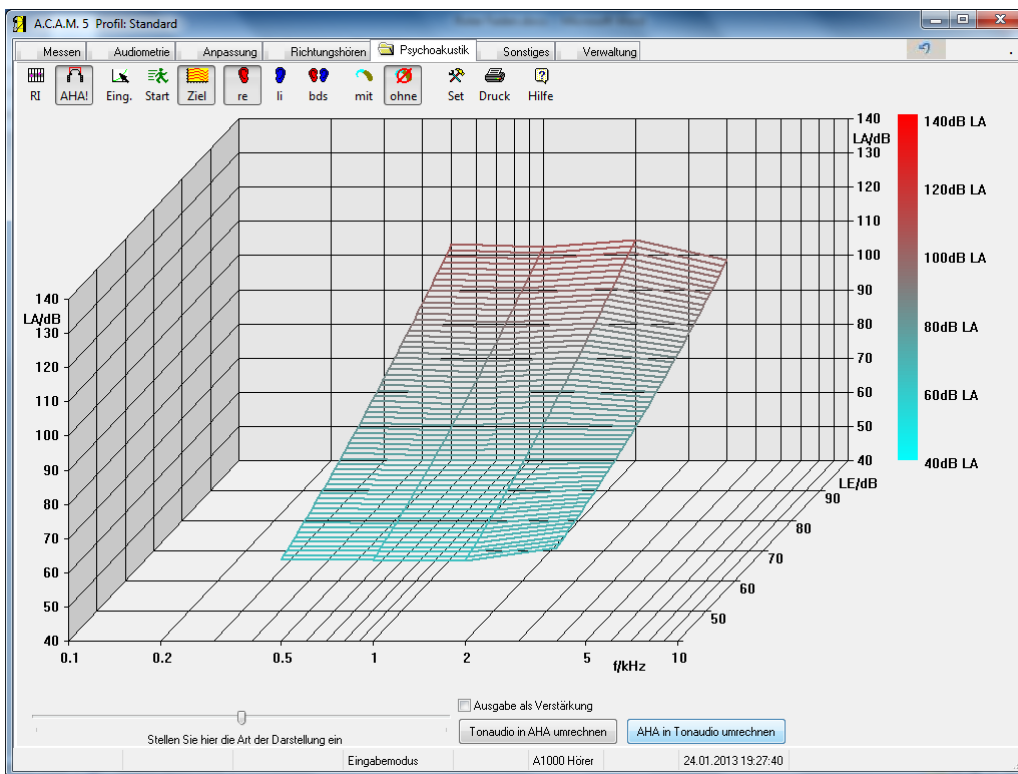 A.C.A.M. 5 Profil: Standard
Messen Audiometrie Anpassung Richtungshören Psychoakustik Sonstiges Verwaltung
RI AHA! Eing. Start Ziel re li bds mit ohne Set Druck Hilfe
140
LA/dB
130
120
110
100
90
80
70
60
50
40
LE/dB
90
80
70
60
50
140dB LA
120dB LA
100dB LA
80dB LA
60dB LA
40dB LA
140
LA/dB
130
120
110
100
90
80
70
60
50
40
0.1 0.2 0.5 1 2 5 10
f/kHz
Ausgabe als Verstärkung
Stellen Sie hier die Art der Darstellung ein
Tonaudio in AHA umrechnen AHA in Tonaudio umrechnen
Eingabemodus A1000 Hörer 24.01.2013 19:27:40